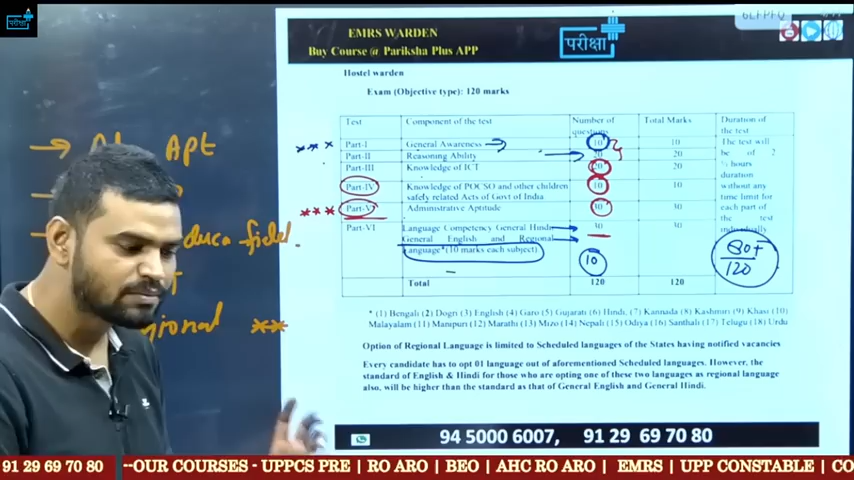 परीक्षा
EMRS WARDEN
Buy Course @ Pariksha Plus APP
परीक्षा
6LFPFQ
Hostel warden
Exam (Objective type): 120 marks
Test Component of the test Number of questions Total Marks Duration of the test
*** Part-I General Awareness 10 10 The test will
Part-II Reasoning Ability 20 20 be of 2
Part-III Knowledge of ICT 20 20 ½ hours
Part-IV Knowledge of POCSO and other children 10 10 duration
safely related Acts of Govt of India without any
*** Part-V Administrative Aptitude 30 30 time limit for
each part of
Part-VI Language Competency General Hindi, 30 30 the test
General English and Regional individually
Language*(10 marks each subject) 10
80+
120
Total 120 120
* (1) Bengali (2) Dogri (3) English (4) Garo (5) Gujarati (6) Hindi, (7) Kannada (8) Kashmiri (9) Khasi (10)
Malayalam (11) Manipuri (12) Marathi (13) Mizo (14) Nepali (15) Odiya (16) Santhali (17) Telugu (18) Urdu
Option of Regional Language is limited to Scheduled languages of the States having notified vacancies
Every candidate has to opt 01 language out of aforementioned Scheduled languages. However, the
standard of English & Hindi for those who are opting one of these two languages as regional language
also, will be higher than the standard as that of General English and General Hindi.
Apt
field.
**
94 5000 6007, 91 29 69 70 80
91 29 69 70 80 --OUR COURSES - UPPCS PRE | RO ARO | BEO | AHC RO ARO | EMRS | UPP CONSTABLE | CO